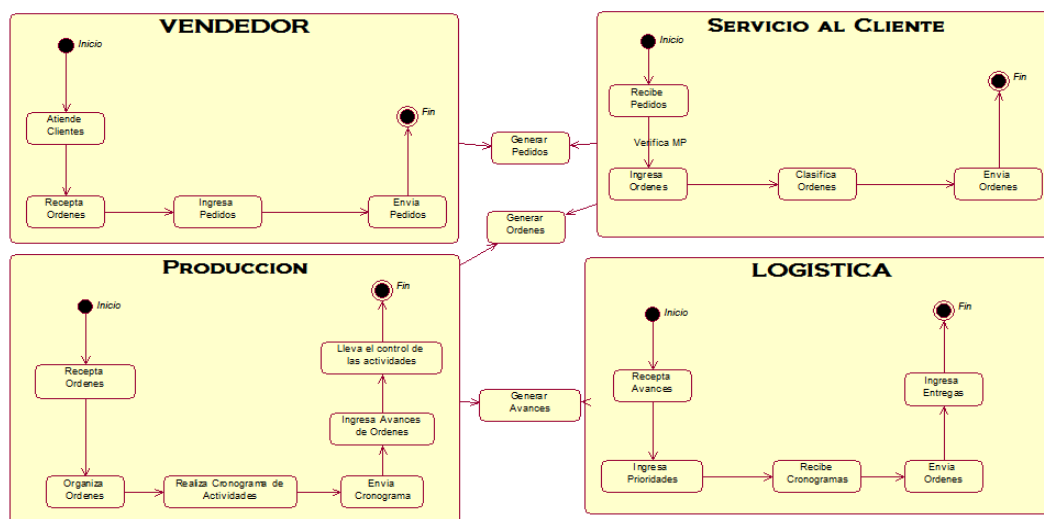 VENDEDOR
Inicio
Atiende
Clientes
Recepta
Ordenes
Ingresa
Pedidos
Envia
Pedidos
Fin
Generar
Pedidos
SERVICIO AL CLIENTE
Inicio
Recibe
Pedidos
Verifica MP
Ingresa
Ordenes
Clasifica
Ordenes
Envia
Ordenes
Fin
Generar
Ordenes
PRODUCCION
Inicio
Recepta
Ordenes
Organiza
Ordenes
Realiza Cronograma de
Actividades
Envia
Cronograma
Ingresa Avances
de Ordenes
Lleva el control de
las actividades
Fin
Generar
Avances
LOGISTICA
Inicio
Recepta
Avances
Ingresa
Prioridades
Recibe
Cronogramas
Envia
Ordenes
Ingresa
Entregas
Fin